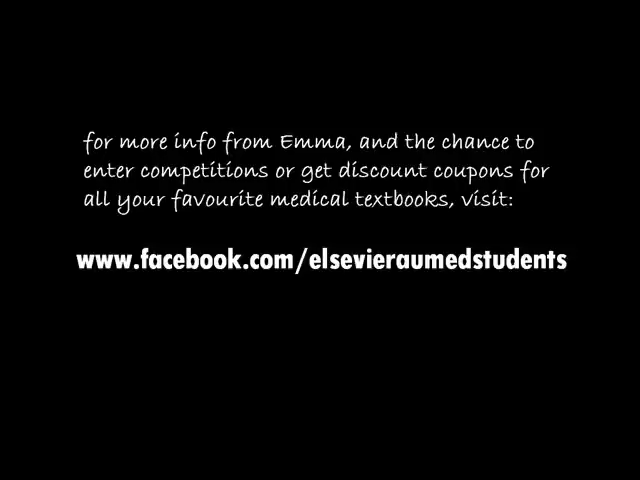 for more info from Emma, and the chance to
enter competitions or get discount coupons for
all your favourite medical textbooks, visit:
www.facebook.com/elsevieraumedstudents